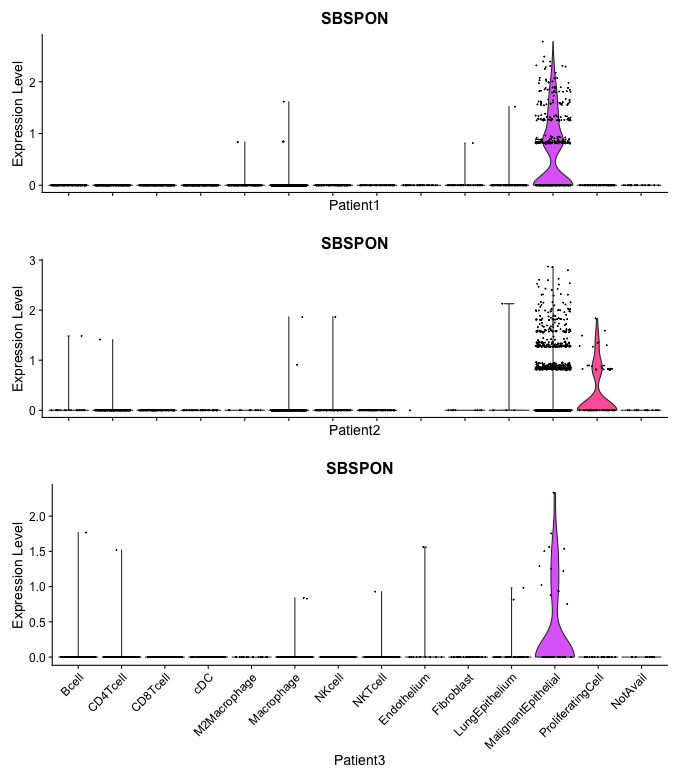 SBSPON
Expression Level
2
1
0
Patient1
SBSPON
Expression Level
3
2
1
0
Patient2
SBSPON
Expression Level
2.0
1.5
1.0
0.5
0.0
Bcell
CD4Tcell
CD8Tcell
cDC
M2Macrophage
Macrophage
NKcell
NKTcell
Endothelium
Fibroblast
LungEpithelium
MalignantEpithelial
ProliferatingCell
NotAvail
Patient3